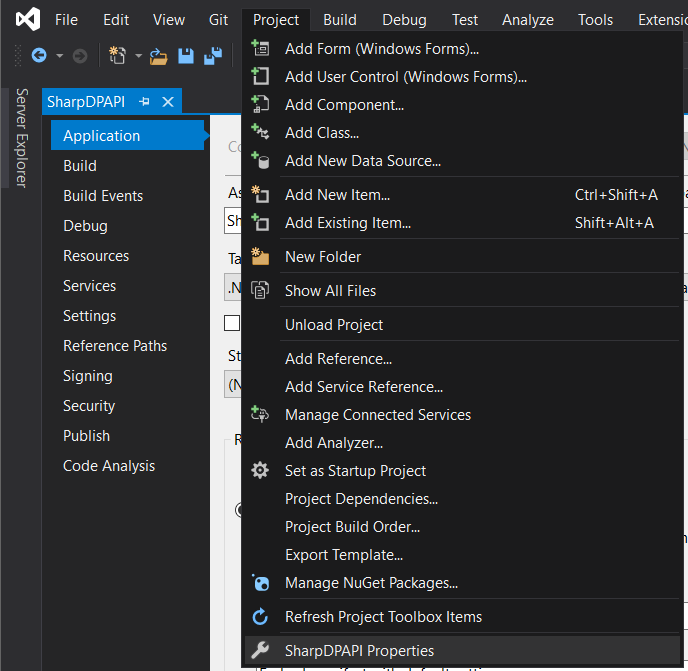 File Edit View Git Project Build Debug Test Analyze Tools
Server Explorer
SharpDPAPI
Application
Build
Build Events
Debug
Resources
Services
Settings
Reference Paths
Signing
Security
Publish
Code Analysis
Add Form (Windows Forms)...
Add User Control (Windows Forms)...
Add Component...
Add Class...
Add New Data Source...
Add New Item... Ctrl+Shift+A
Add Existing Item... Shift+Alt+A
New Folder
Show All Files
Unload Project
Add Reference...
Add Service Reference...
Manage Connected Services
Add Analyzer...
Set as Startup Project
Project Dependencies...
Project Build Order...
Export Template...
Manage NuGet Packages...
Refresh Project Toolbox Items
SharpDPAPI Properties